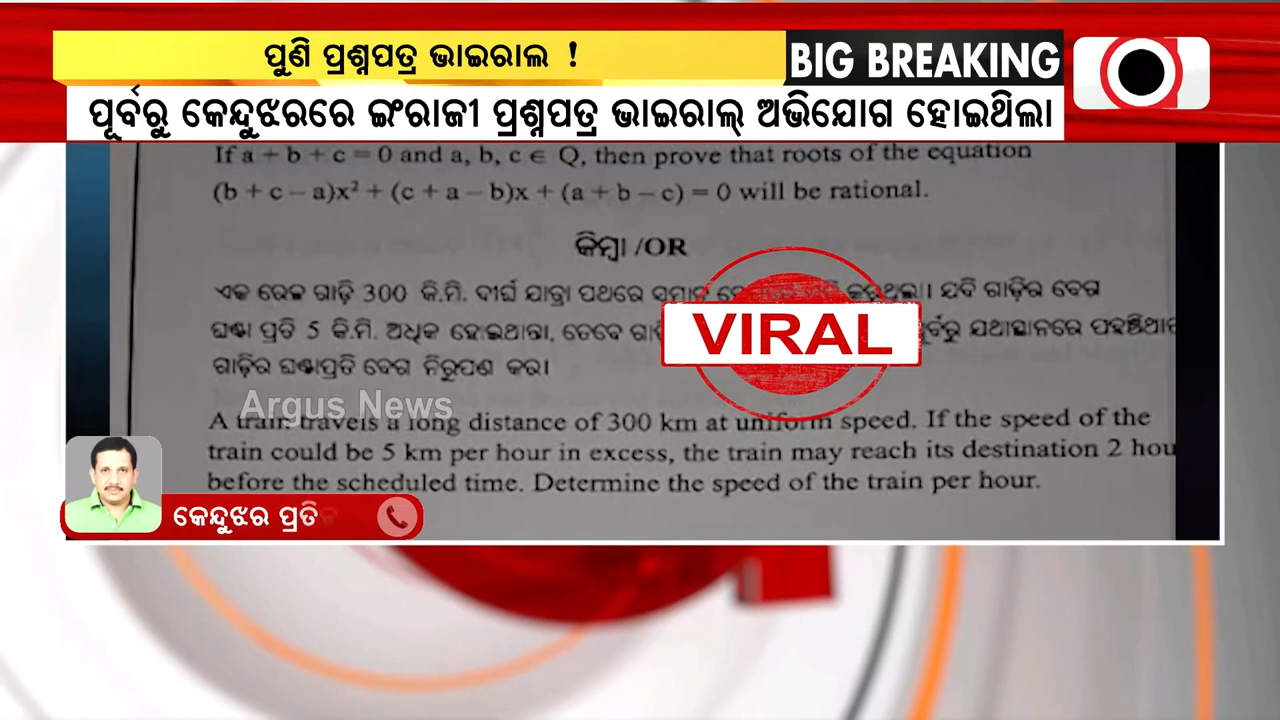 ପୁଣି ପ୍ରଶ୍ନପତ୍ର ଭାଇରାଲ !
BIG BREAKING
ପୂର୍ବରୁ କେନ୍ଦୁଝରରେ ଇଂରାଜୀ ପ୍ରଶ୍ନପତ୍ର ଭାଇରାଲ୍ ଅଭିଯୋଗ ହୋଇଥିଲା
If a + b + c = 0 and a, b, c ∈ Q, then prove that roots of the equation
(b + c – a)x² + (c + a – b)x + (a + b – c) = 0 will be rational.
କିମ୍ବା /OR
ଏକ ରେଳ ଗାଡ଼ି 300 କି.ମି. ଦୀର୍ଘ ଯାତ୍ରା ପଥରେ ଯଦି ଗାଡ଼ିର ବେଗ
ଘଣ୍ଟା ପ୍ରତି 5 କି.ମି. ଅଧିକ ହୋଇଥାନ୍ତା, ତେବେ ଯଥାସ୍ଥାନରେ
ଗାଡ଼ିର ଘଣ୍ଟାପ୍ରତି ବେଗ ନିରୂପଣ କର।
VIRAL
Argus News
A train travels a long distance of 300 km at uniform speed. If the speed of the
train could be 5 km per hour in excess, the train may reach its destination 2 hou
before the scheduled time. Determine the speed of the train per hour.
କେନ୍ଦୁଝର ପ୍ରତି